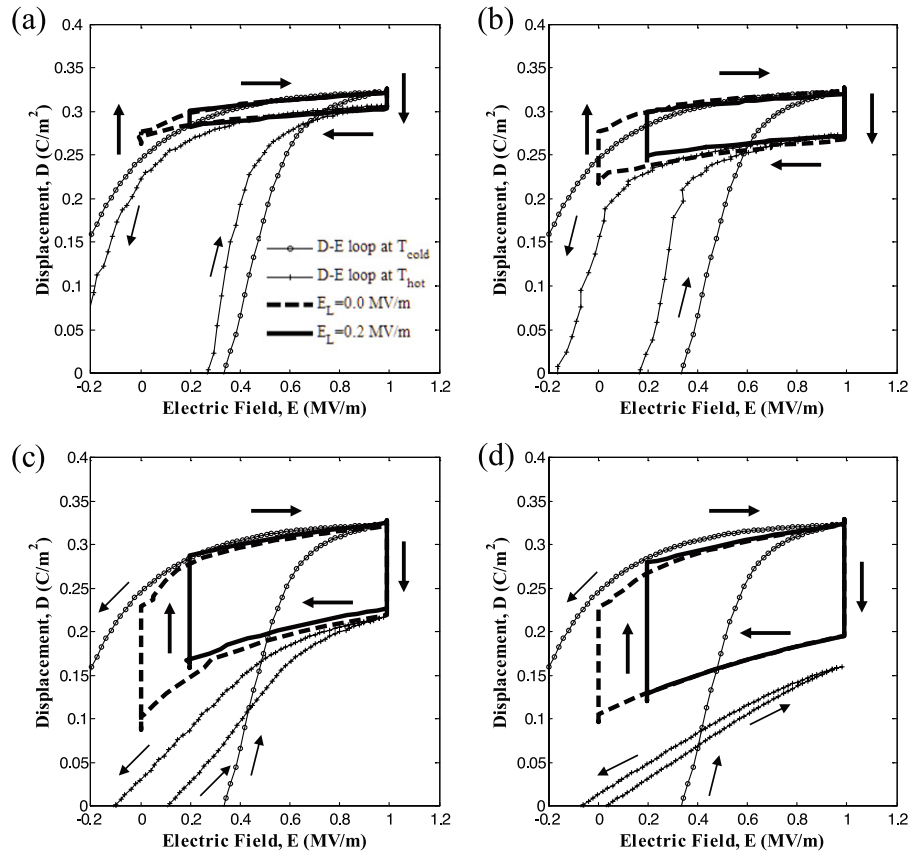 (a)
0.4
0.35
0.3
0.25
0.2
0.15
0.1
0.05
0
-0.2 0 0.2 0.4 0.6 0.8 1 1.2
Displacement, D (C/m²)
Electric Field, E (MV/m)
D-E loop at T_cold
D-E loop at T_hot
E_L=0.0 MV/m
E_L=0.2 MV/m
(b)
0.4
0.35
0.3
0.25
0.2
0.15
0.1
0.05
0
-0.2 0 0.2 0.4 0.6 0.8 1 1.2
Displacement, D (C/m²)
Electric Field, E (MV/m)
(c)
0.4
0.35
0.3
0.25
0.2
0.15
0.1
0.05
0
-0.2 0 0.2 0.4 0.6 0.8 1 1.2
Displacement, D (C/m²)
Electric Field, E (MV/m)
(d)
0.4
0.35
0.3
0.25
0.2
0.15
0.1
0.05
0
-0.2 0 0.2 0.4 0.6 0.8 1 1.2
Displacement, D (C/m²)
Electric Field, E (MV/m)